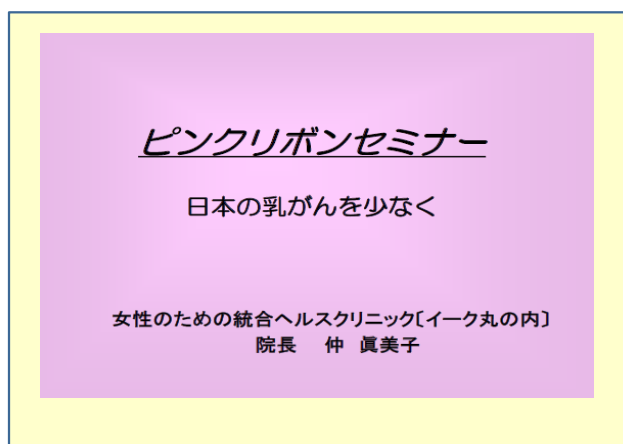 ピンクリボンセミナー
日本の乳がんを少なく
女性のための統合ヘルスクリニック〔イーク丸の内〕
院長　仲　眞美子